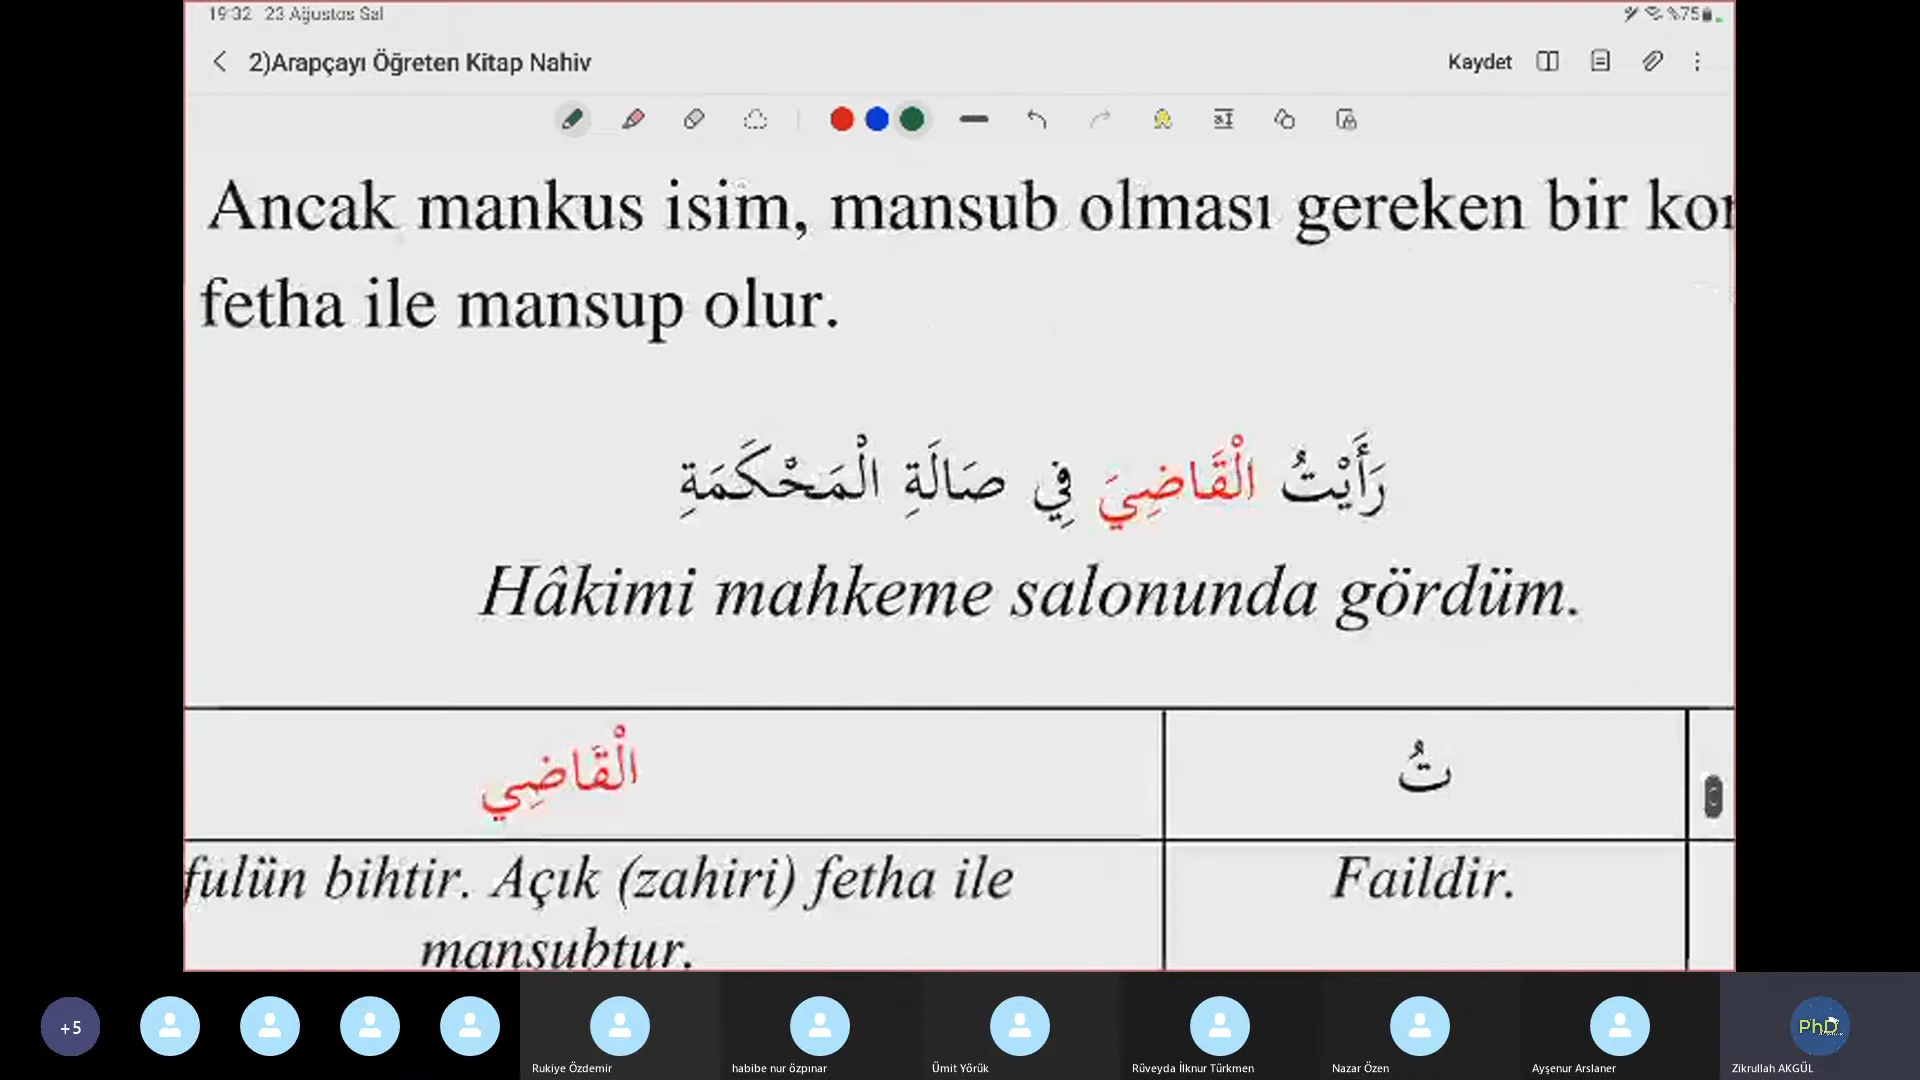 19:32 23 Ağustos Sal
%75
2)Arapçayı Öğreten Kitap Nahiv
Kaydet
Ancak mankus isim, mansub olması gereken bir kon
fetha ile mansup olur.
رَأَيْتُ الْقَاضِيَ فِي صَالَةِ الْمَحْكَمَةِ
Hâkimi mahkeme salonunda gördüm.
تُ
الْقَاضِي
fulün bihtir. Açık (zahiri) fetha ile
mansubtur.
Faildir.
+5
Rukiye Özdemir
habibe nur özpınar
Ümit Yörük
Rüveyda İlknur Türkmen
Nazar Özen
Ayşenur Arslaner
PhD
Zikrullah AKGÜL